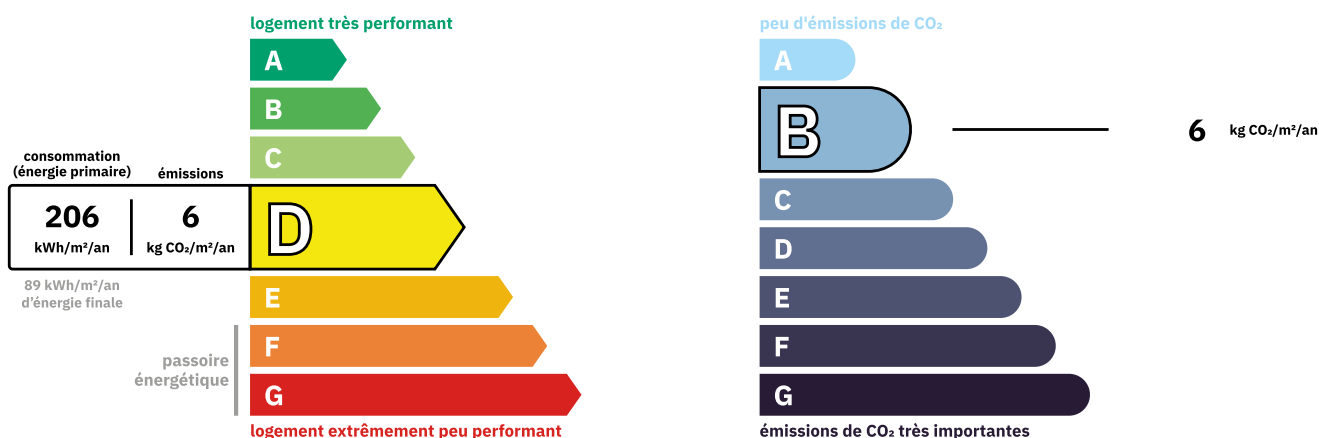 logement très performant
A
B
C
consommation
(énergie primaire)
émissions
206
kWh/m²/an
6
kg CO₂/m²/an
D
89 kWh/m²/an
d'énergie finale
E
passoire
énergétique
F
G
logement extrêmement peu performant
peu d'émissions de CO₂
A
B
6 kg CO₂/m²/an
C
D
E
F
G
émissions de CO₂ très importantes